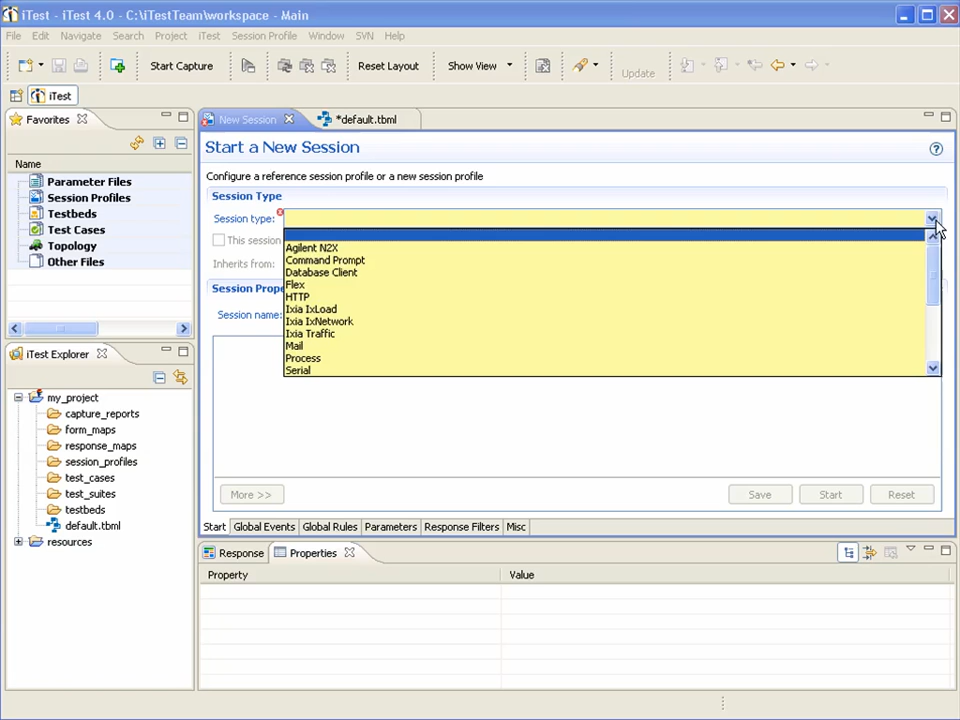 iTest - iTest 4.0 - C:\iTestTeam\workspace - Main
File Edit Navigate Search Project iTest Session Profile Window SVN Help
Start Capture Reset Layout Show View Update
iTest
Favorites
Name
Parameter Files
Session Profiles
Testbeds
Test Cases
Topology
Other Files
iTest Explorer
my_project
capture_reports
form_maps
response_maps
session_profiles
test_cases
test_suites
testbeds
default.tbml
resources
New Session *default.tbml
Start a New Session
Configure a reference session profile or a new session profile
Session Type
Session type:
This session
Inherits from:
Session Prope
Session name:
Agilent N2X
Command Prompt
Database Client
Flex
HTTP
Ixia IxLoad
Ixia IxNetwork
Ixia Traffic
Mail
Process
Serial
More >> Save Start Reset
Start Global Events Global Rules Parameters Response Filters Misc
Response Properties
Property Value